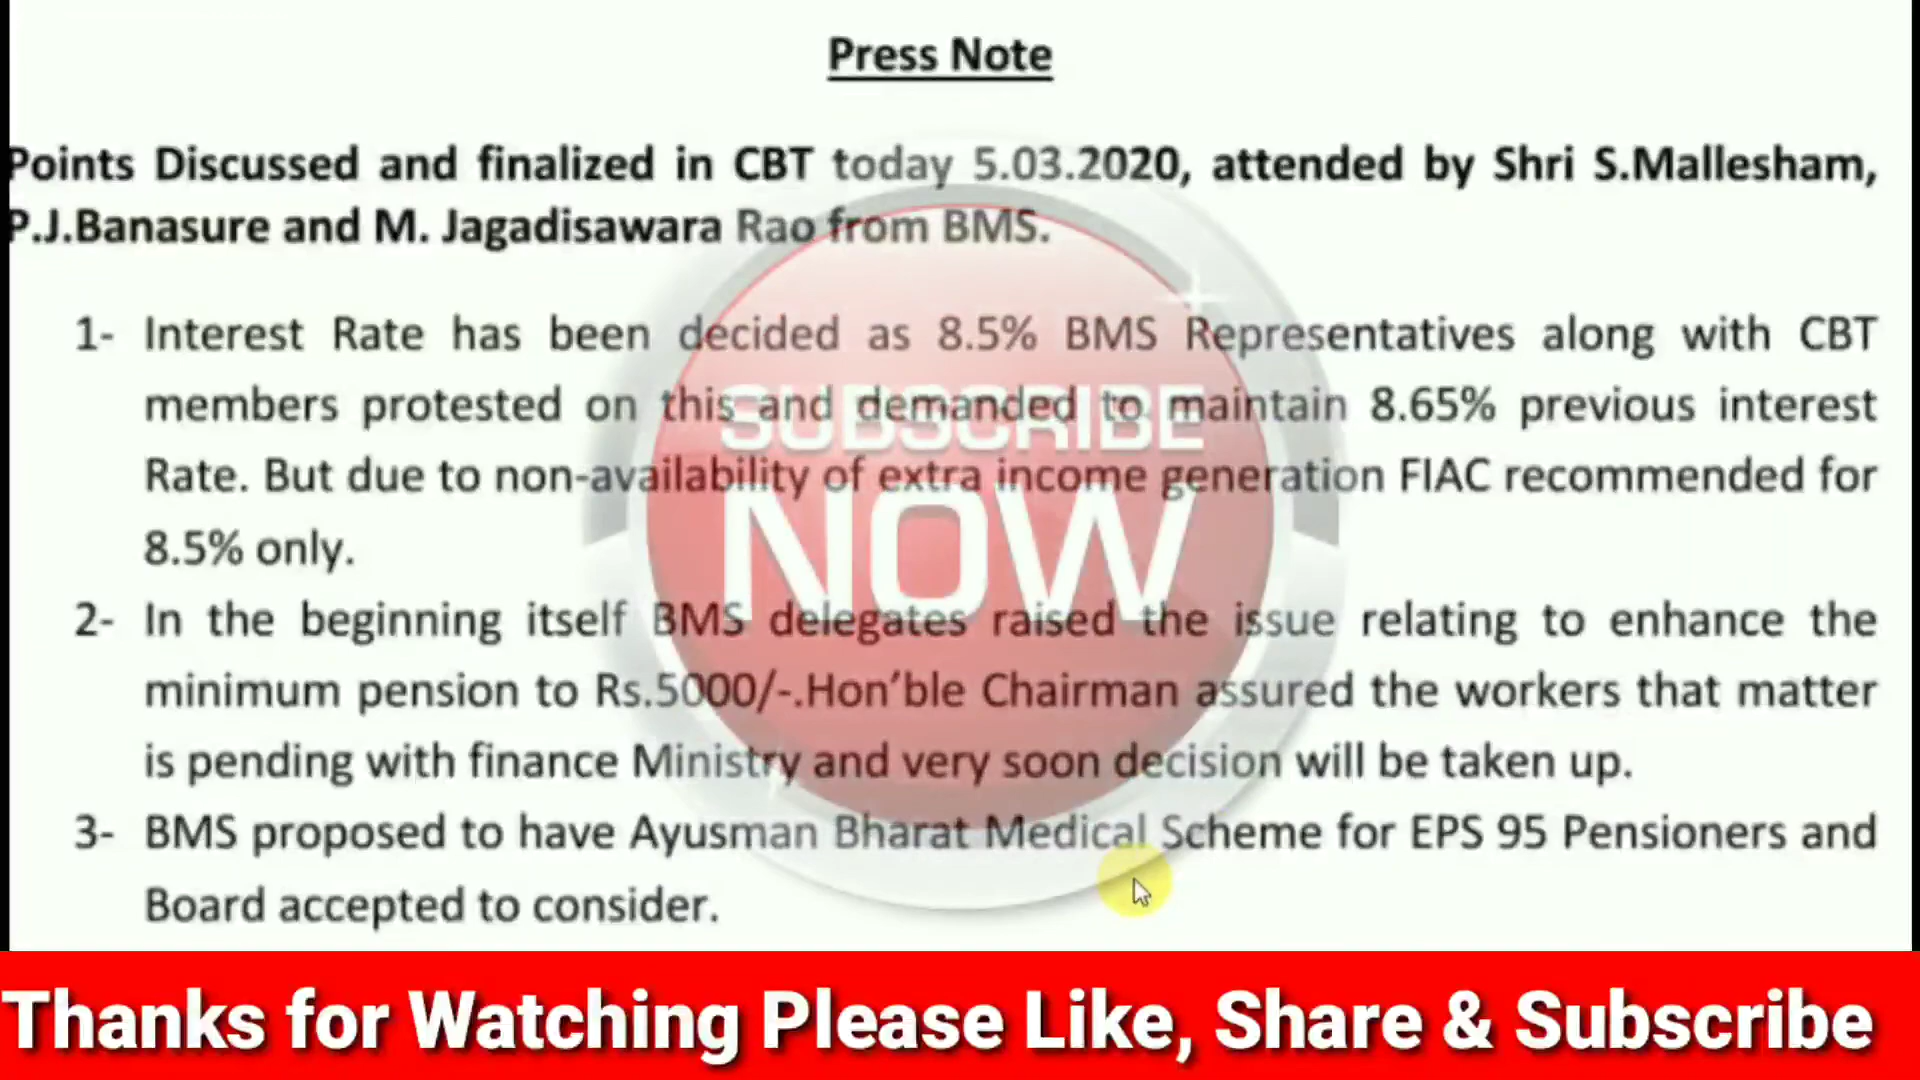 Press Note
Points Discussed and finalized in CBT today 5.03.2020, attended by Shri S.Mallesham,
P.J.Banasure and M. Jagadisawara Rao from BMS.
1- Interest Rate has been decided as 8.5% BMS Representatives along with CBT
members protested on this and demanded to maintain 8.65% previous interest
Rate. But due to non-availability of extra income generation FIAC recommended for
8.5% only.
2- In the beginning itself BMS delegates raised the issue relating to enhance the
minimum pension to Rs.5000/-.Hon'ble Chairman assured the workers that matter
is pending with finance Ministry and very soon decision will be taken up.
3- BMS proposed to have Ayusman Bharat Medical Scheme for EPS 95 Pensioners and
Board accepted to consider.
SUBSCRIBE
NOW
Thanks for Watching Please Like, Share & Subscribe